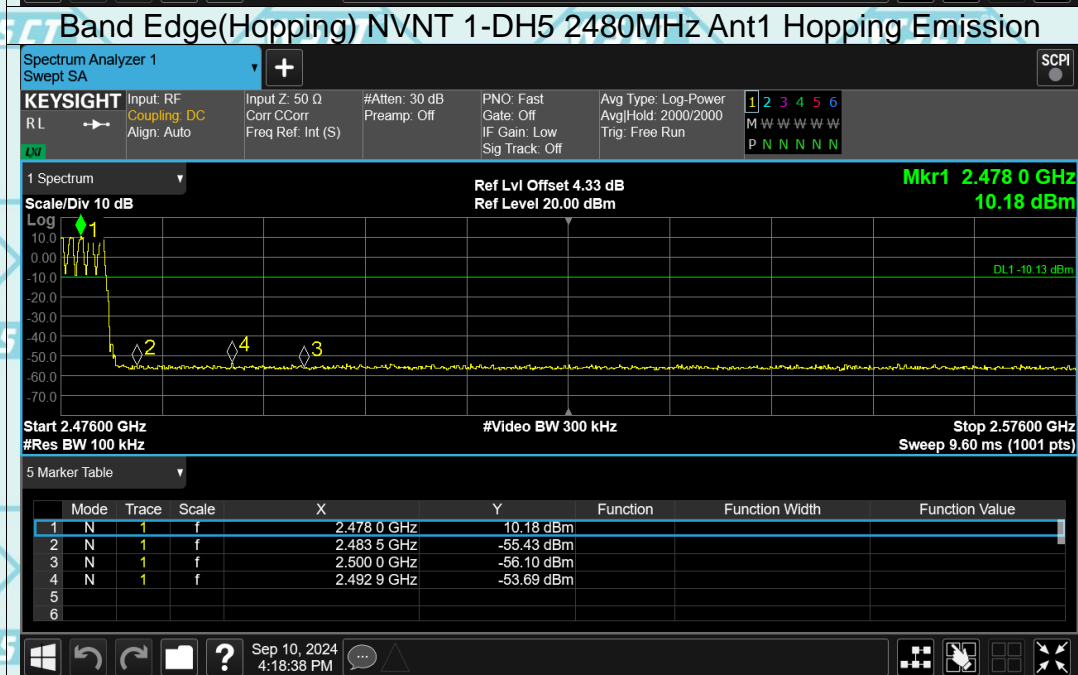 Band Edge(Hopping) NVNT 1-DH5 2480MHz Ant1 Hopping Emission
Spectrum Analyzer 1
Swept SA
+
SCPI
KEYSIGHT
R L
LXI
Input: RF
Coupling: DC
Align: Auto
Input Z: 50 Ω
Corr CCorr
Freq Ref: Int (S)
#Atten: 30 dB
Preamp: Off
PNO: Fast
Gate: Off
IF Gain: Low
Sig Track: Off
Avg Type: Log-Power
Avg|Hold: 2000/2000
Trig: Free Run
1 2 3 4 5 6
M W W W W W
P N N N N N
1 Spectrum
Scale/Div 10 dB
Ref Lvl Offset 4.33 dB
Ref Level 20.00 dBm
Mkr1 2.478 0 GHz
10.18 dBm
Log
10.0
0.00
-10.0
-20.0
-30.0
-40.0
-50.0
-60.0
-70.0
1
2
4
3
DL1 -10.13 dBm
Start 2.47600 GHz
#Res BW 100 kHz
#Video BW 300 kHz
Stop 2.57600 GHz
Sweep 9.60 ms (1001 pts)
5 Marker Table
Mode Trace Scale X Y Function Function Width Function Value
1 N 1 f 2.478 0 GHz 10.18 dBm
2 N 1 f 2.483 5 GHz -55.43 dBm
3 N 1 f 2.500 0 GHz -56.10 dBm
4 N 1 f 2.492 9 GHz -53.69 dBm
5
6
?
Sep 10, 2024
4:18:38 PM